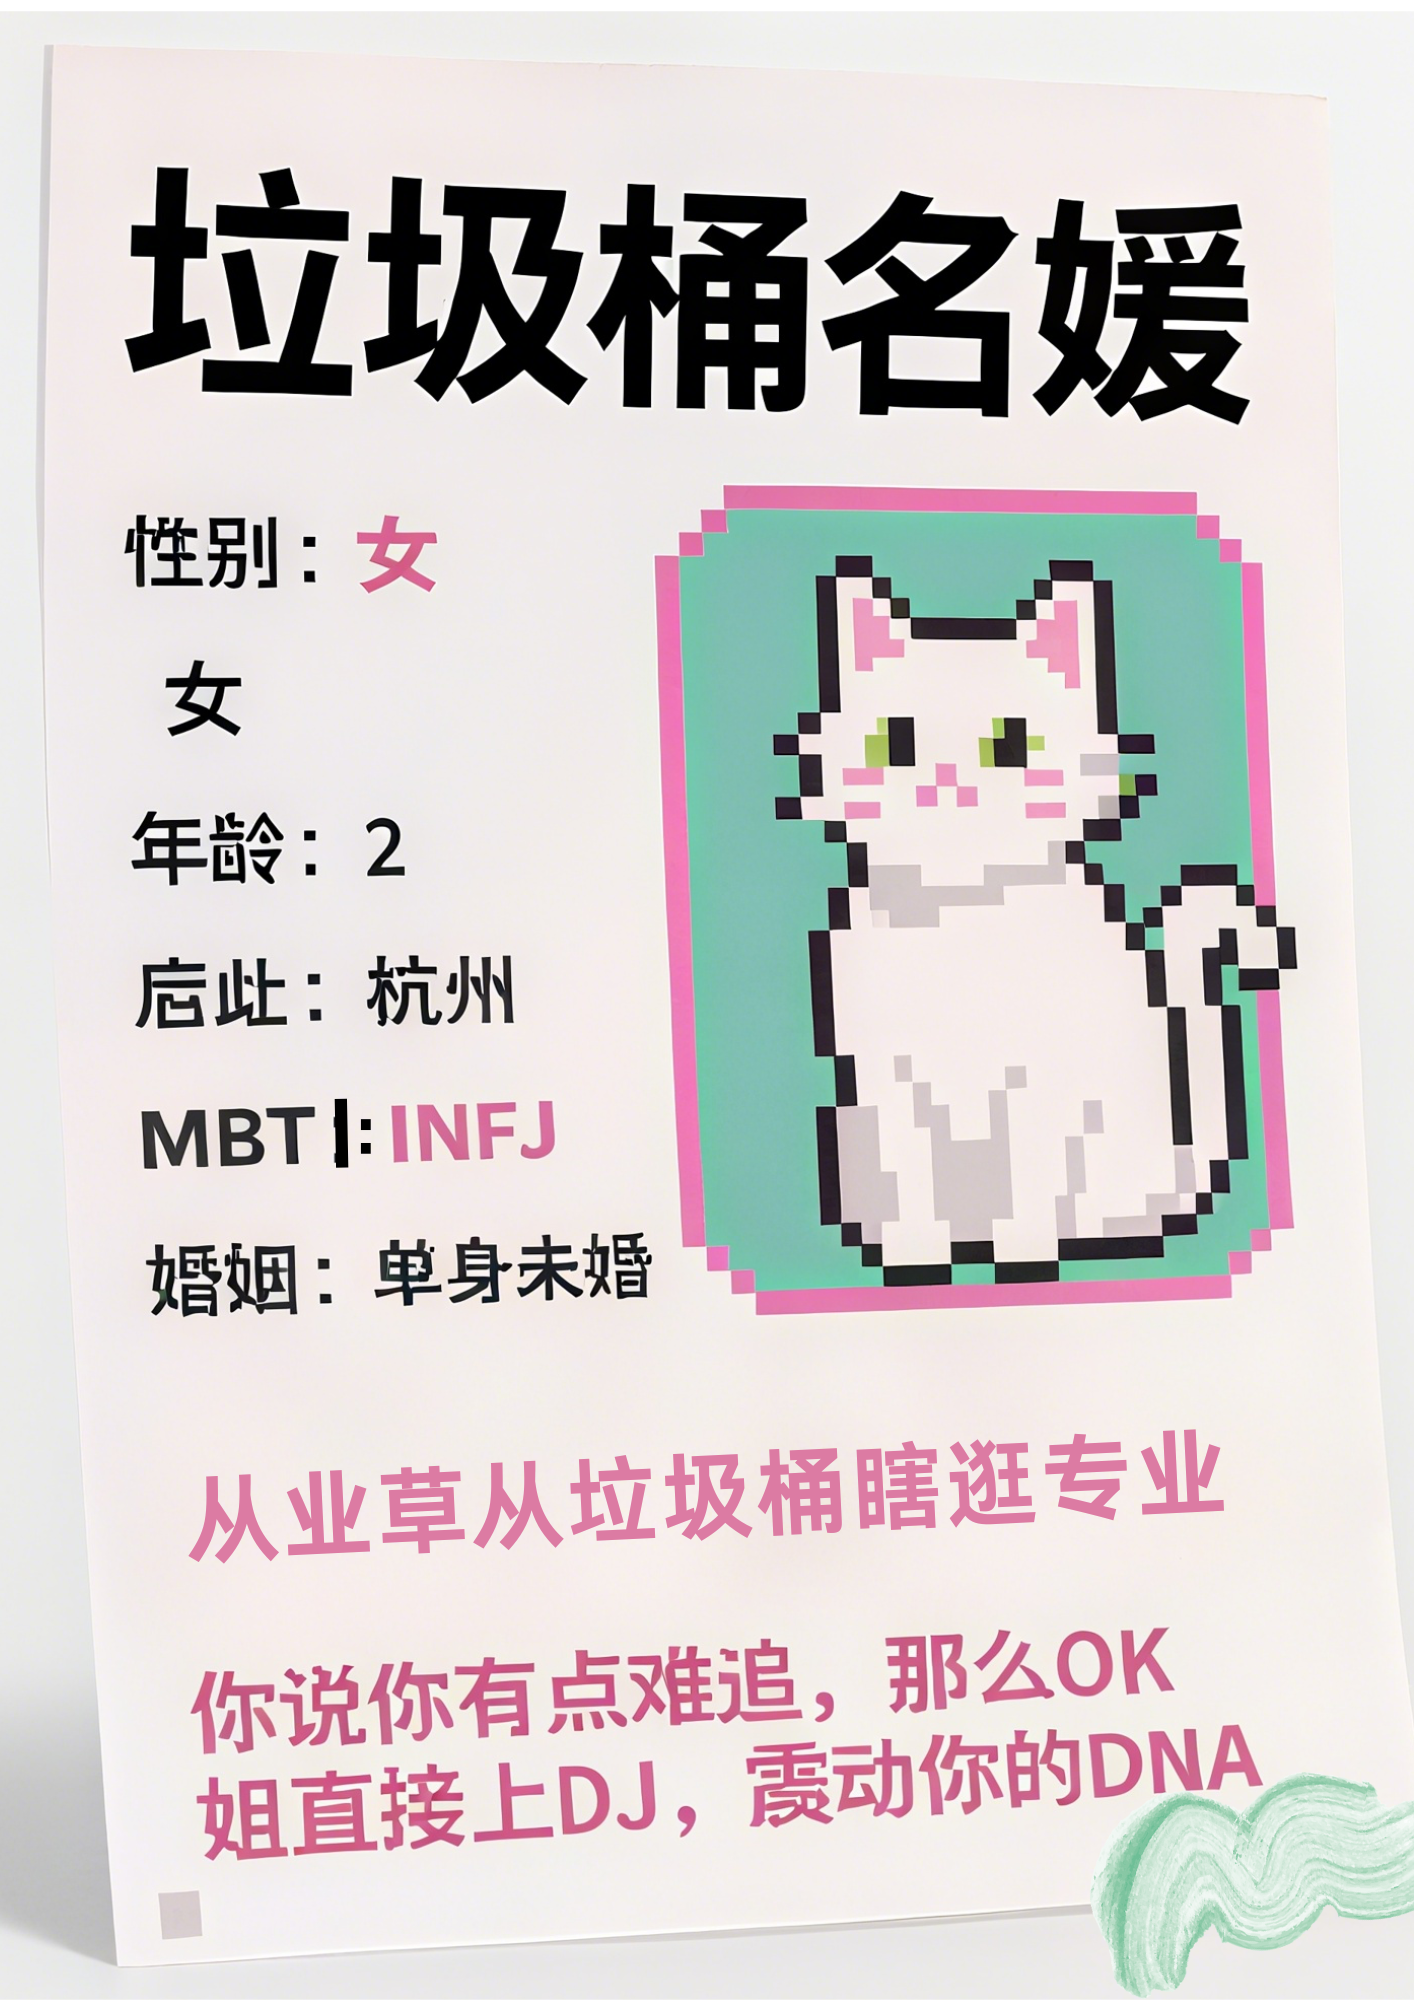 垃圾桶名媛
性别：女
女
年龄：2
杭州
MBTI:INFJ
婚姻：单身未婚
从业草从垃圾桶瞎逛专业
你说你有点难追，那么OK
姐直接上DJ，震动你的DNA